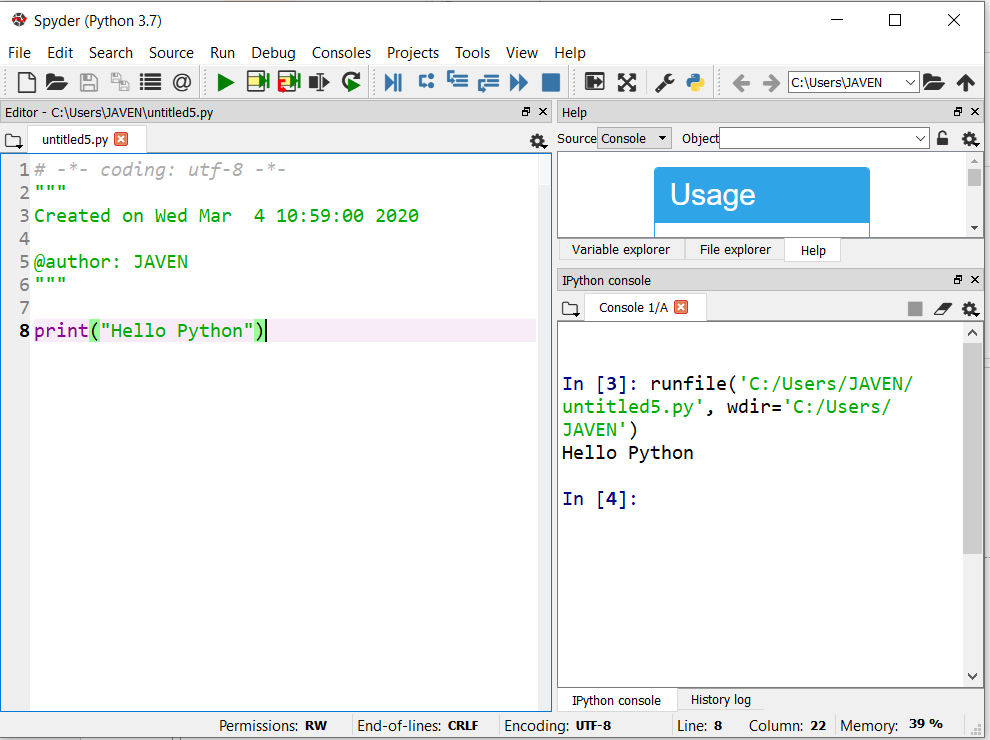 Spyder (Python 3.7)
File Edit Search Source Run Debug Consoles Projects Tools View Help
@
C:\Users\JAVEN
Editor - C:\Users\JAVEN\untitled5.py
untitled5.py
1 # -*- coding: utf-8 -*-
2 """
3 Created on Wed Mar  4 10:59:00 2020
4
5 @author: JAVEN
6 """
7
8 print("Hello Python")
Help
Source Console Object
Usage
Variable explorer File explorer Help
IPython console
Console 1/A
In [3]: runfile('C:/Users/JAVEN/
untitled5.py', wdir='C:/Users/
JAVEN')
Hello Python
In [4]:
IPython console History log
Permissions: RW End-of-lines: CRLF Encoding: UTF-8 Line: 8 Column: 22 Memory: 39 %